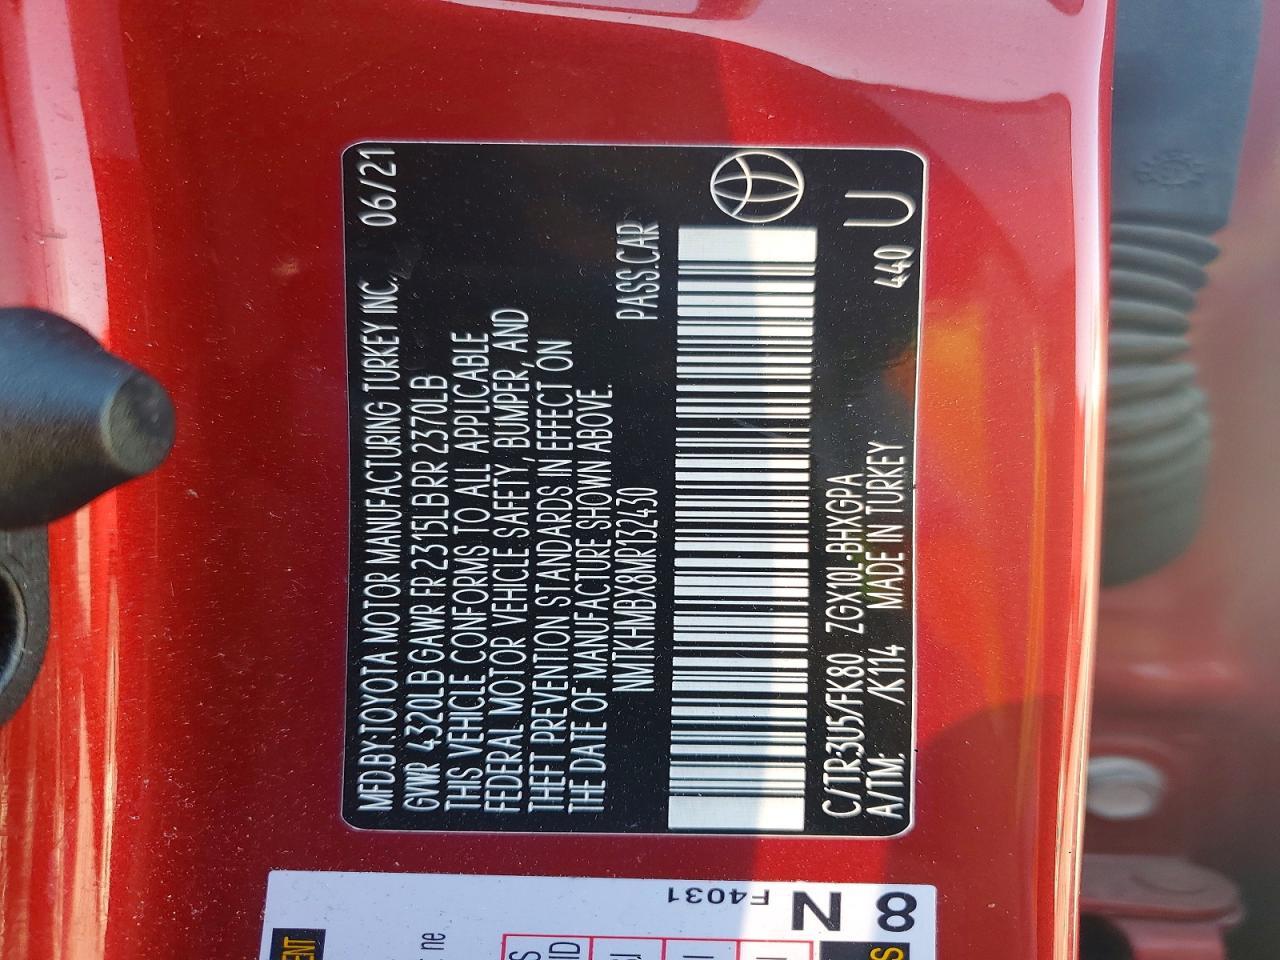 MFD BY: TOYOTA MOTOR MANUFACTURING TURKEY INC. 06/21
GVWR 4320LB GAWR FR 2315LB RR 2370LB
THIS VEHICLE CONFORMS TO ALL APPLICABLE
FEDERAL MOTOR VEHICLE SAFETY, BUMPER, AND
THEFT PREVENTION STANDARDS IN EFFECT ON
THE DATE OF MANUFACTURE SHOWN ABOVE.
NMTKHMBX8MR132430 PASS.CAR
C/TR:3U5/FK80 ZGX10L-BHXGPA 440 U
A/TM: /K114 MADE IN TURKEY
F4031
8 N